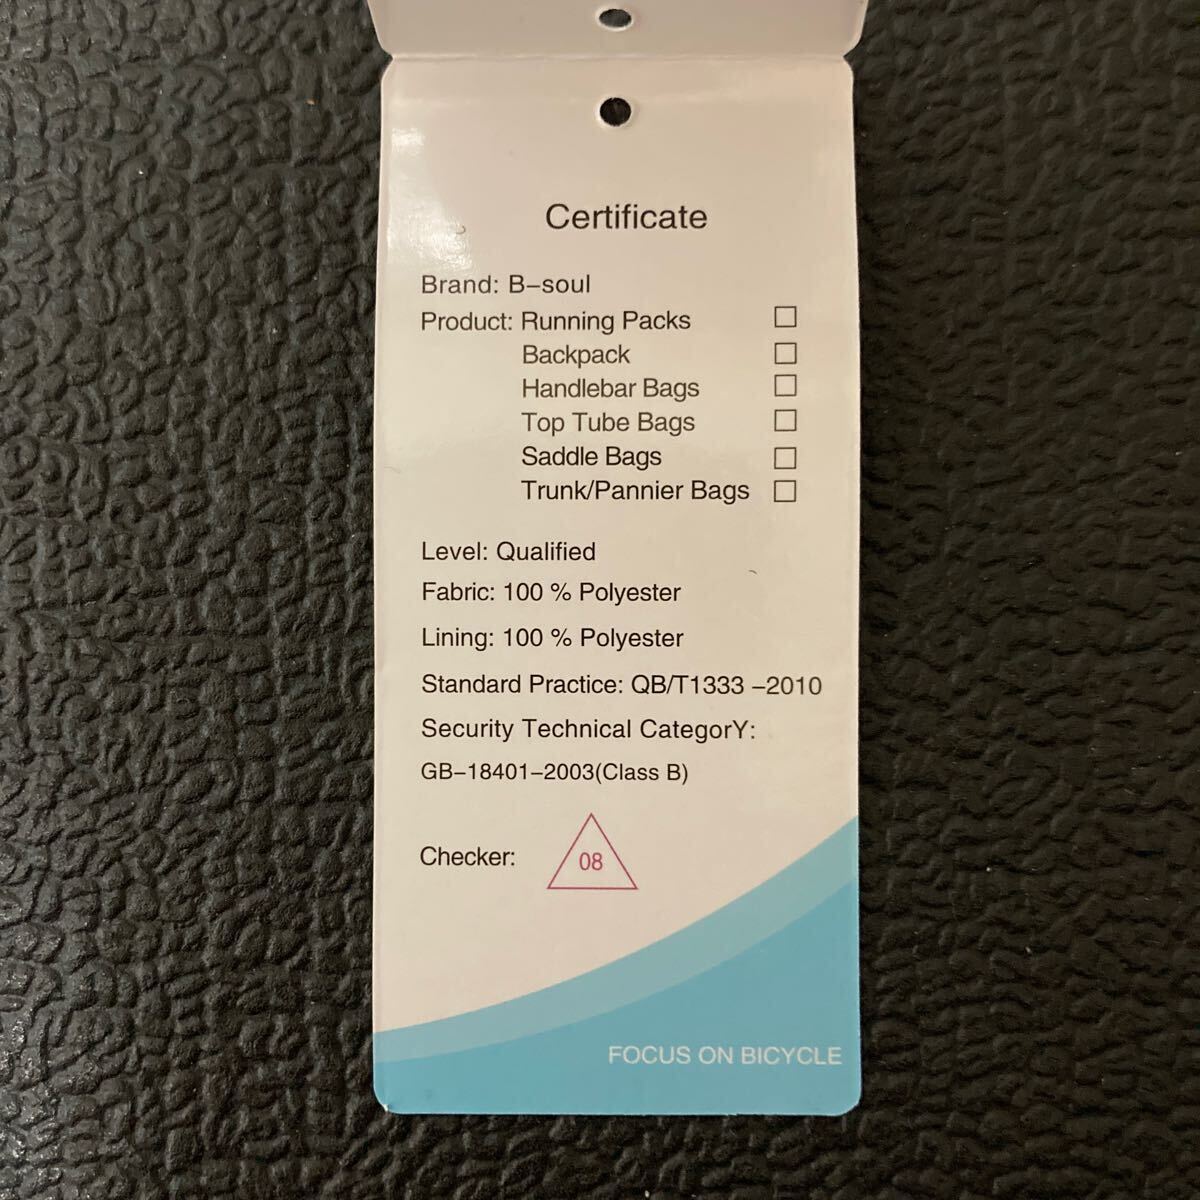 Certificate
Brand: B-soul
Product: Running Packs
Backpack
Handlebar Bags
Top Tube Bags
Saddle Bags
Trunk/Pannier Bags
Level: Qualified
Fabric: 100 % Polyester
Lining: 100 % Polyester
Standard Practice: QB/T1333 -2010
Security Technical CategorY:
GB-18401-2003(Class B)
Checker: 08
FOCUS ON BICYCLE